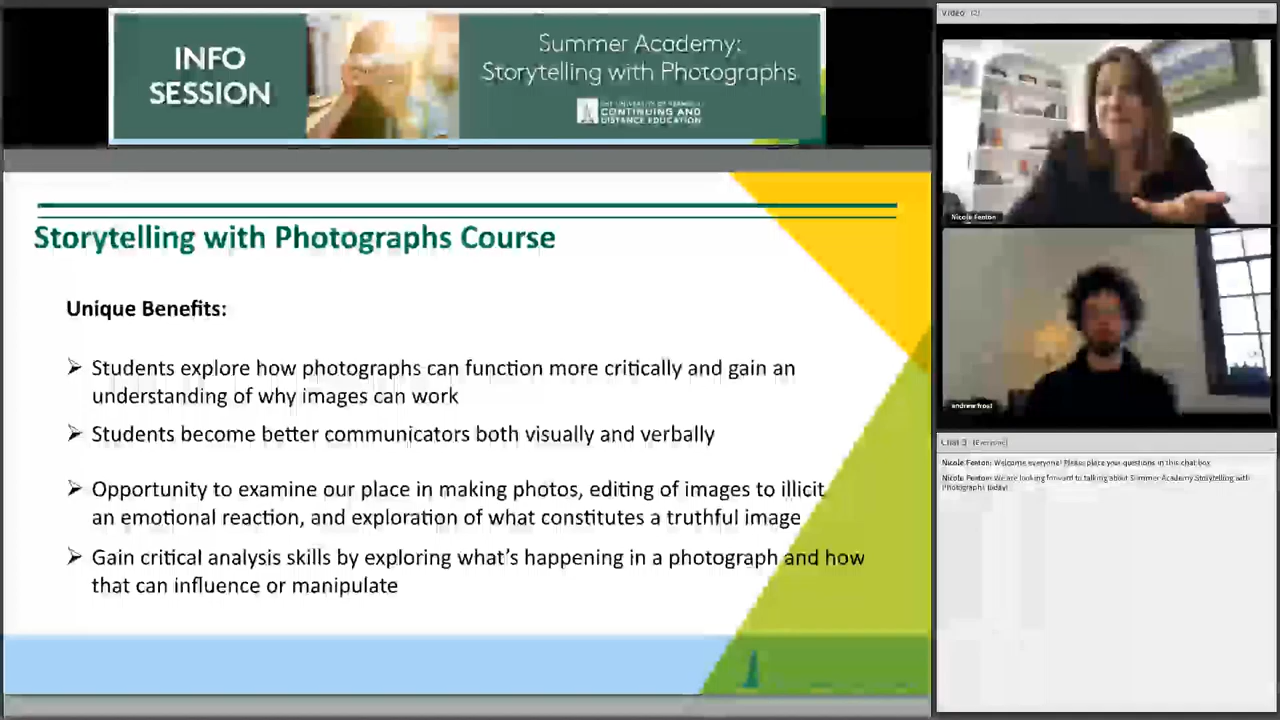 INFO
SESSION
Summer Academy:
Storytelling with Photographs
THE UNIVERSITY OF VERMONT
CONTINUING AND
DISTANCE EDUCATION
Video (2)
Nicole Fenton
andrew frost
Storytelling with Photographs Course
Unique Benefits:
➢ Students explore how photographs can function more critically and gain an
understanding of why images can work
➢ Students become better communicators both visually and verbally
➢ Opportunity to examine our place in making photos, editing of images to illicit
an emotional reaction, and exploration of what constitutes a truthful image
➢ Gain critical analysis skills by exploring what's happening in a photograph and how
that can influence or manipulate
Chat 3 (Everyone)
Nicole Fenton: Welcome everyone! Please place your questions in this chat box
Nicole Fenton: We are looking forward to talking about Summer Academy Storytelling with
Photographs today!